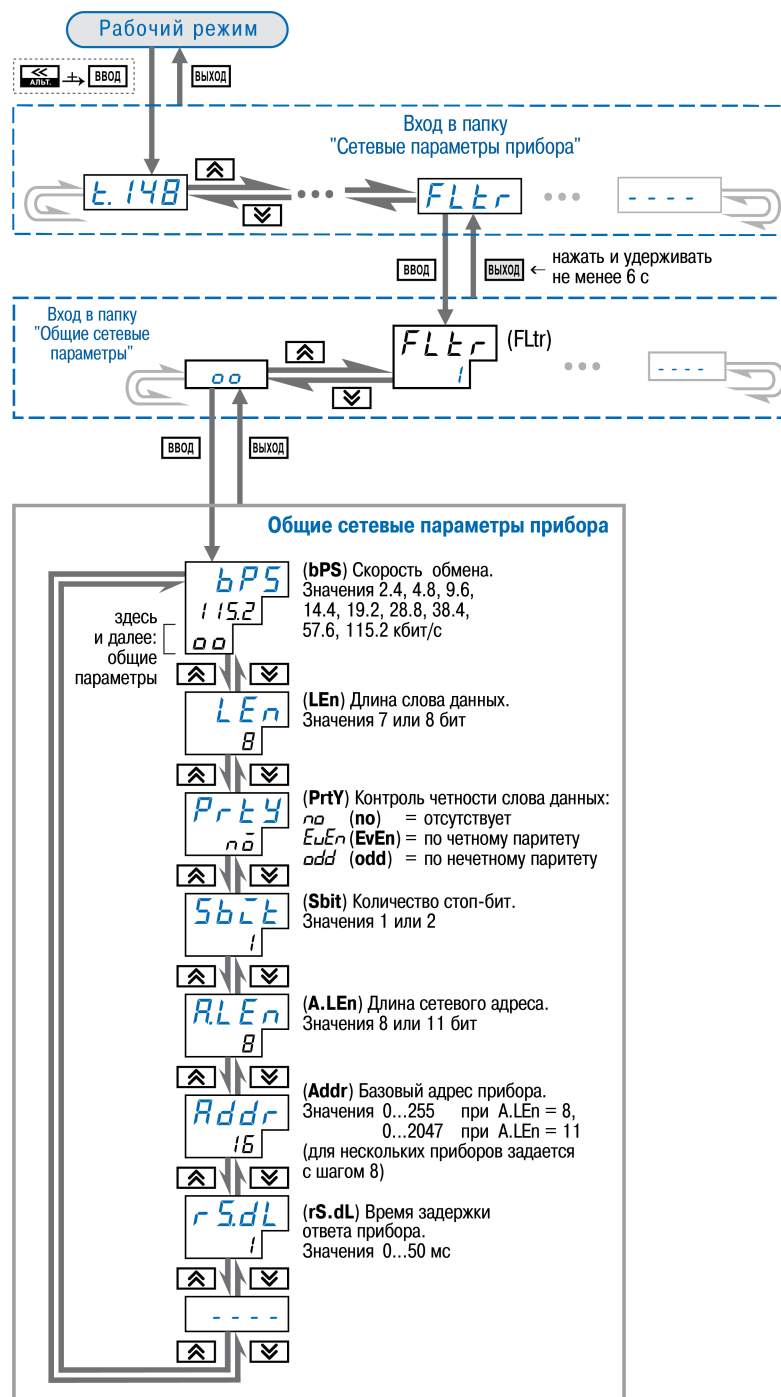 Рабочий режим
<<
АЛЬТ.
ВВОД
ВЫХОД
Вход в папку
"Сетевые параметры прибора"
t. 148
•••
FLtr
•••
- - - -
ВВОД
ВЫХОД
← нажать и удерживать
не менее 6 с
Вход в папку
"Общие сетевые
параметры"
oo
FLtr
1
(FLtr)
•••
- - - -
ВВОД
ВЫХОД
Общие сетевые параметры прибора
bPS
115.2
oo
здесь
и далее:
общие
параметры
(bPS) Скорость обмена.
Значения 2.4, 4.8, 9.6,
14.4, 19.2, 28.8, 38.4,
57.6, 115.2 кбит/с
LEn
8
(LEn) Длина слова данных.
Значения 7 или 8 бит
PrtY
no
(PrtY) Контроль четности слова данных:
no (no) = отсутствует
EvEn (EvEn) = по четному паритету
odd (odd) = по нечетному паритету
Sbit
1
(Sbit) Количество стоп-бит.
Значения 1 или 2
A.LEn
8
(A.LEn) Длина сетевого адреса.
Значения 8 или 11 бит
Addr
16
(Addr) Базовый адрес прибора.
Значения 0...255 при A.LEn = 8,
0...2047 при A.LEn = 11
(для нескольких приборов задается
с шагом 8)
rS.dL
1
(rS.dL) Время задержки
ответа прибора.
Значения 0...50 мс
- - - -